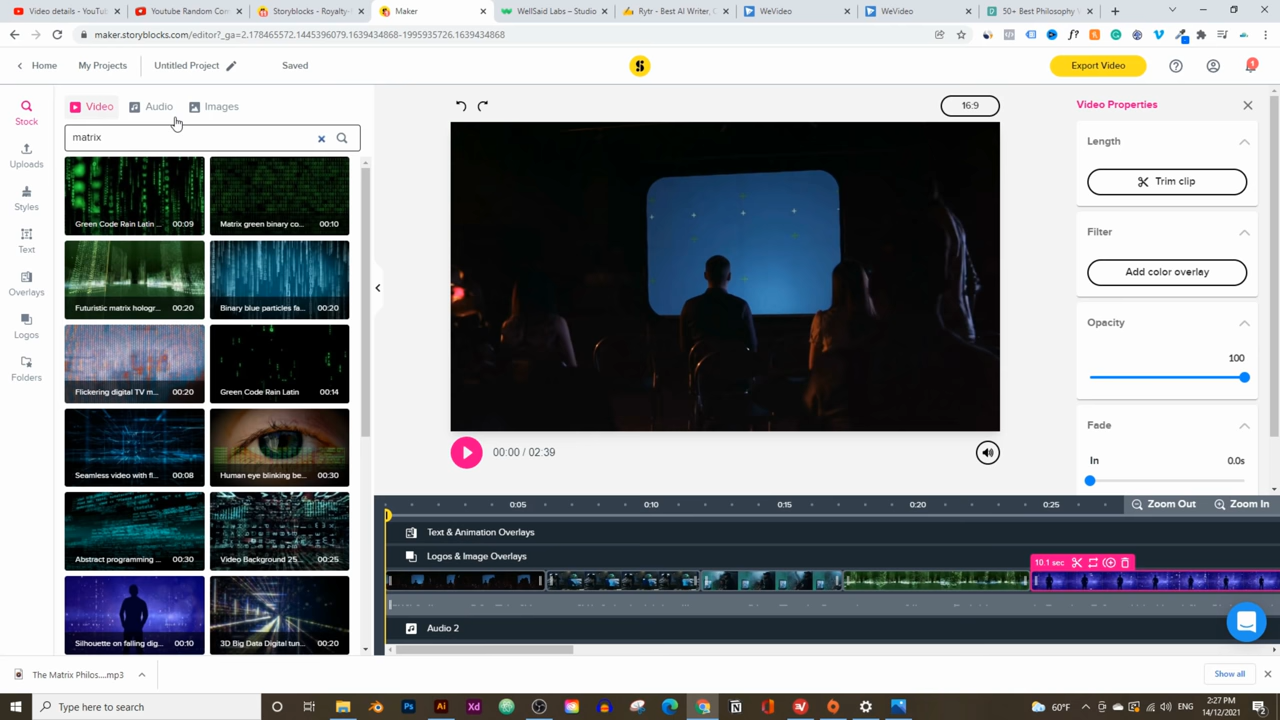 Video details - YouTu
Youtube Random Com
Storyblocks - Royalty-F
Maker
WellSaid Labs – Studio
Rytr - Best AI Writer, C
WeVideo
WeVideo
50+ Best Philosophy V
maker.storyblocks.com/editor?_ga=2.178465572.1445396079.1639434868-1995935726.1639434868
Home
My Projects
Untitled Project
Saved
Export Video
1
Stock
Uploads
Styles
Text
Overlays
Logos
Folders
Video
Audio
Images
matrix
Green Code Rain Latin ... 00:09
Matrix green binary co... 00:10
Futuristic matrix hologr... 00:20
Binary blue particles fa... 00:20
Flickering digital TV m... 00:20
Green Code Rain Latin 00:14
Seamless video with fl... 00:08
Human eye blinking be... 00:30
Abstract programming ... 00:30
Video Background 25... 00:25
Silhouette on falling dig... 00:10
3D Big Data Digital tun... 00:20
16:9
00:00 / 02:39
Video Properties
Length
Trim clip
Filter
Add color overlay
Opacity
100
Fade
In 0.0s
0:05 0:10 0:15 0:20 0:25
Zoom Out Zoom In
Text & Animation Overlays
Logos & Image Overlays
10.1 sec
Audio 2
The Matrix Philos....mp3
Show all
Type here to search
60°F
2:27 PM
14/12/2021